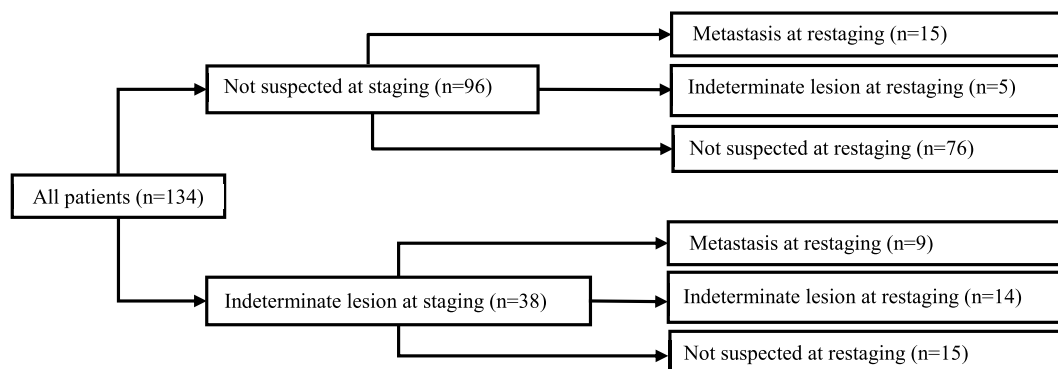 Metastasis at restaging (n=15)
Not suspected at staging (n=96)
Indeterminate lesion at restaging (n=5)
Not suspected at restaging (n=76)
All patients (n=134)
Metastasis at restaging (n=9)
Indeterminate lesion at staging (n=38)
Indeterminate lesion at restaging (n=14)
Not suspected at restaging (n=15)